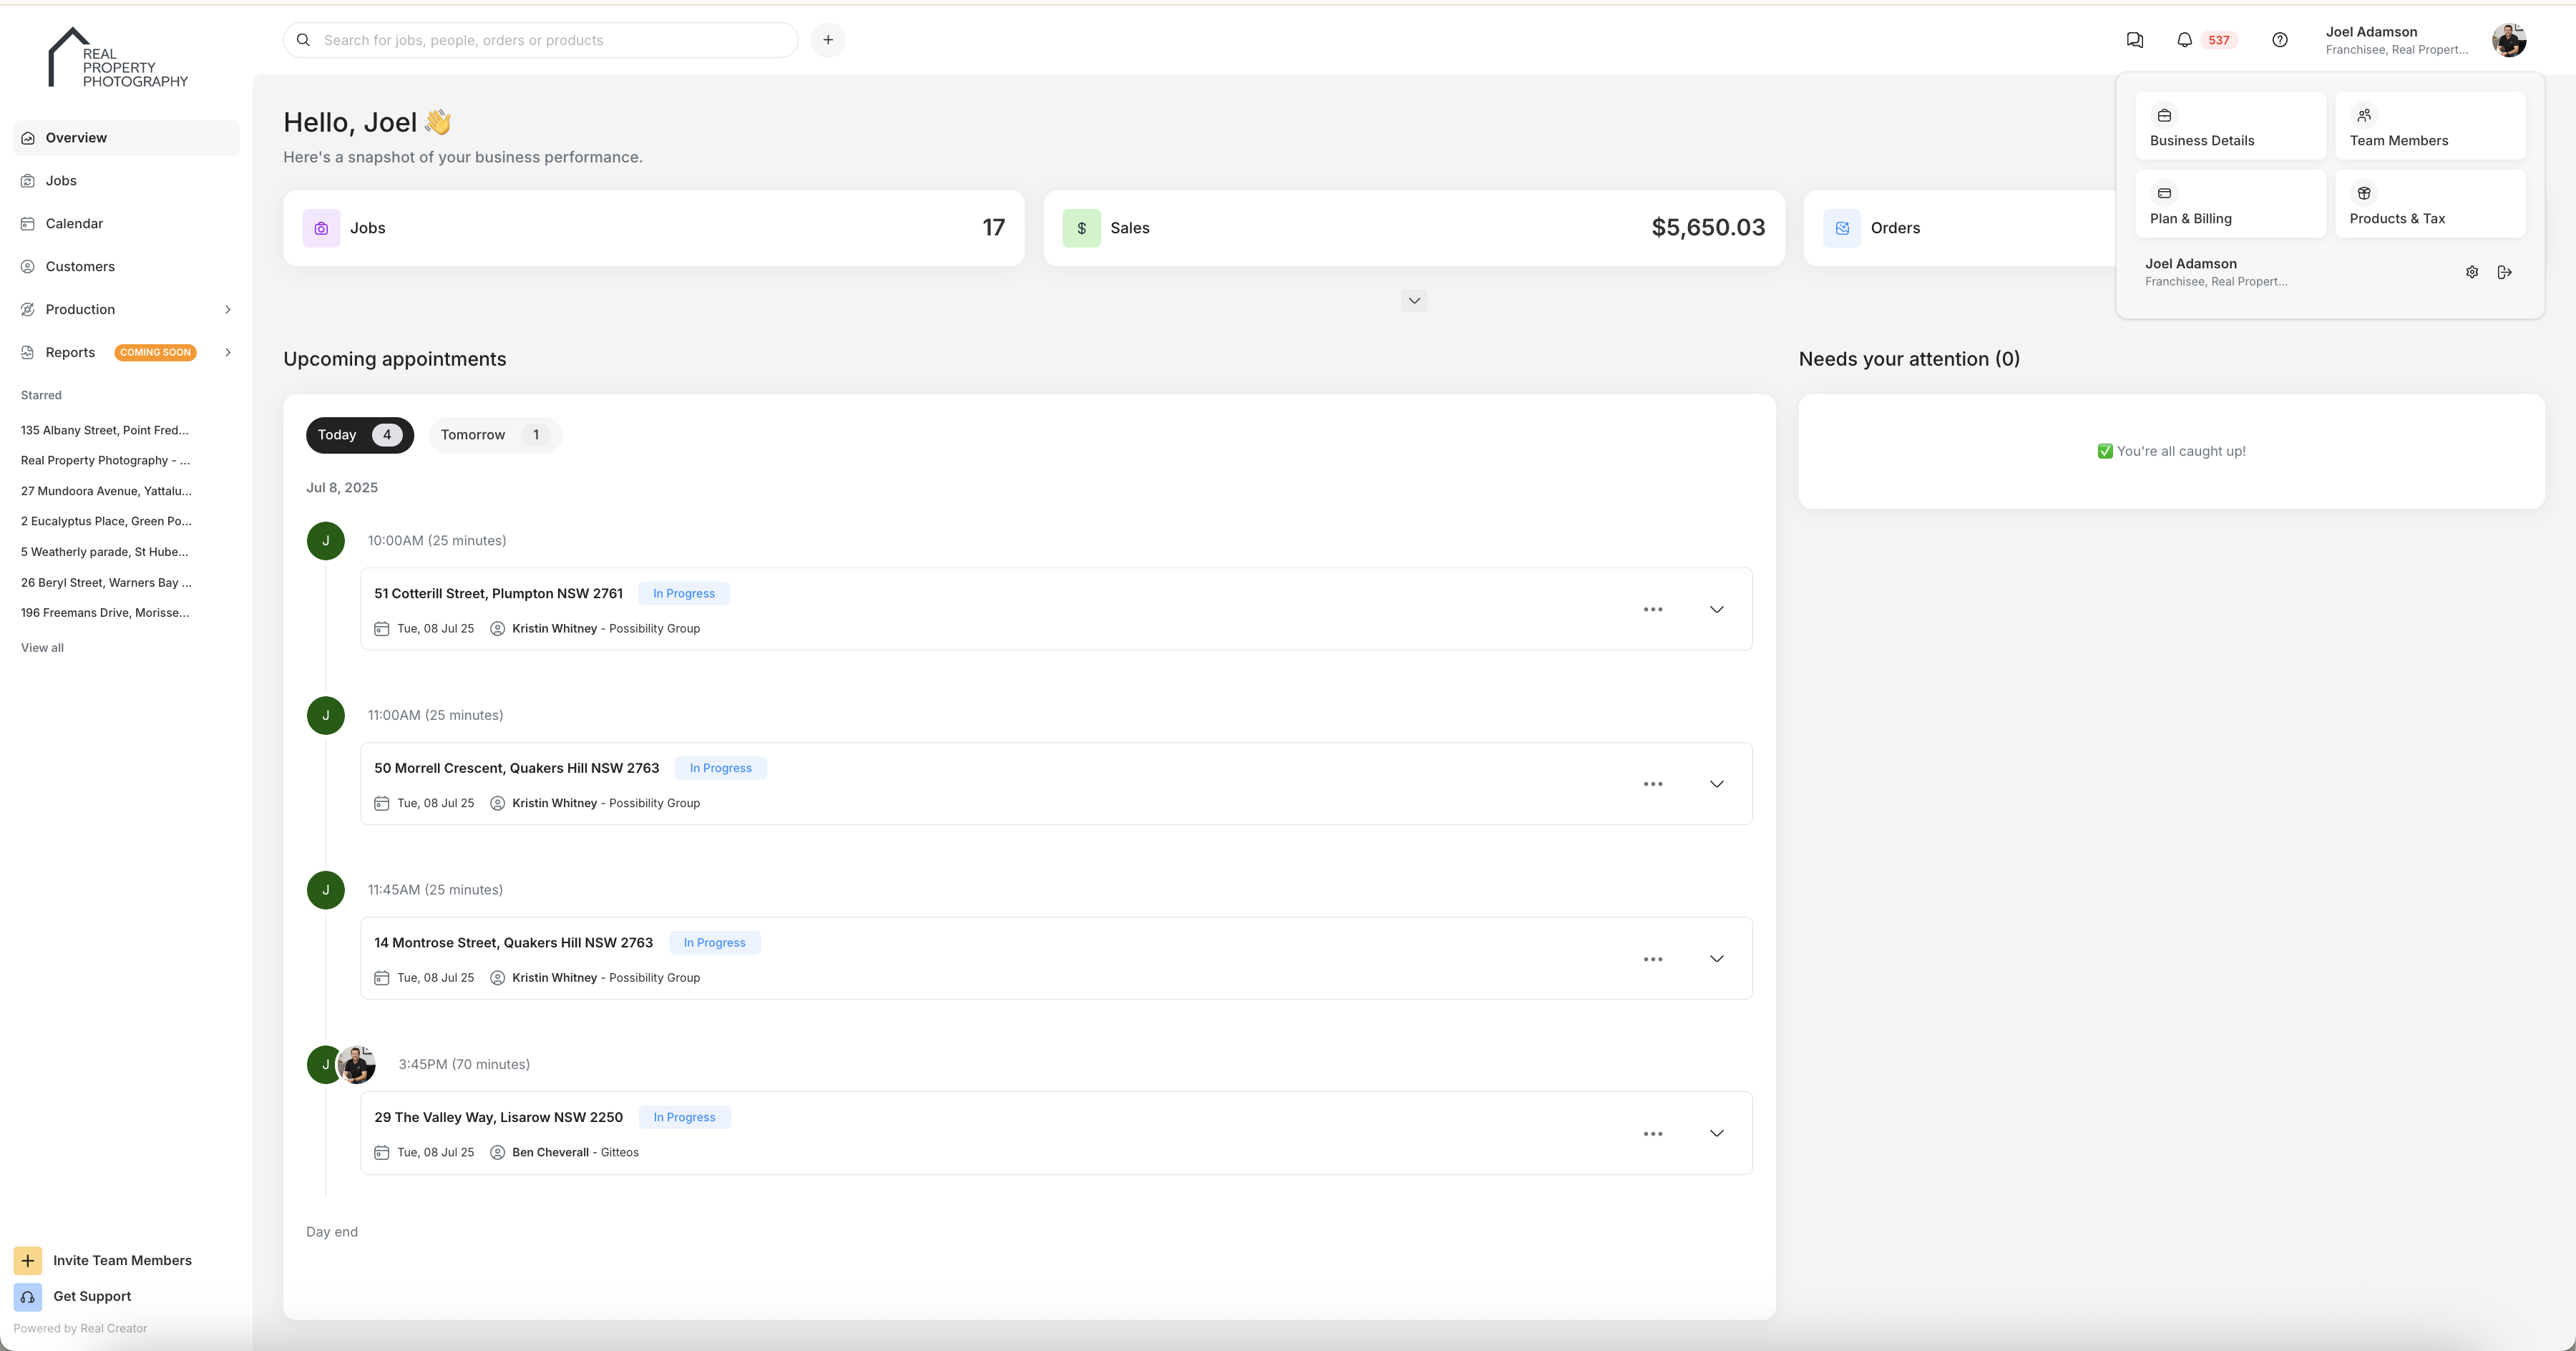 REAL
PROPERTY
PHOTOGRAPHY
Search for jobs, people, orders or products
537
Joel Adamson
Franchisee, Real Propert...
Overview
Jobs
Calendar
Customers
Production
Reports COMING SOON
Starred
135 Albany Street, Point Fred...
Real Property Photography - ...
27 Mundoora Avenue, Yattalu...
2 Eucalyptus Place, Green Po...
5 Weatherly parade, St Hube...
26 Beryl Street, Warners Bay ...
196 Freemans Drive, Morisse...
View all
Invite Team Members
Get Support
Powered by Real Creator
Hello, Joel 👋
Here's a snapshot of your business performance.
Jobs 17
Sales $5,650.03
Orders
Business Details
Team Members
Plan & Billing
Products & Tax
Joel Adamson
Franchisee, Real Propert...
Upcoming appointments
Today 4
Tomorrow 1
Jul 8, 2025
J
10:00AM (25 minutes)
51 Cotterill Street, Plumpton NSW 2761 In Progress
Tue, 08 Jul 25 Kristin Whitney - Possibility Group
J
11:00AM (25 minutes)
50 Morrell Crescent, Quakers Hill NSW 2763 In Progress
Tue, 08 Jul 25 Kristin Whitney - Possibility Group
J
11:45AM (25 minutes)
14 Montrose Street, Quakers Hill NSW 2763 In Progress
Tue, 08 Jul 25 Kristin Whitney - Possibility Group
J
3:45PM (70 minutes)
29 The Valley Way, Lisarow NSW 2250 In Progress
Tue, 08 Jul 25 Ben Cheverall - Gitteos
Day end
Needs your attention (0)
✅ You're all caught up!